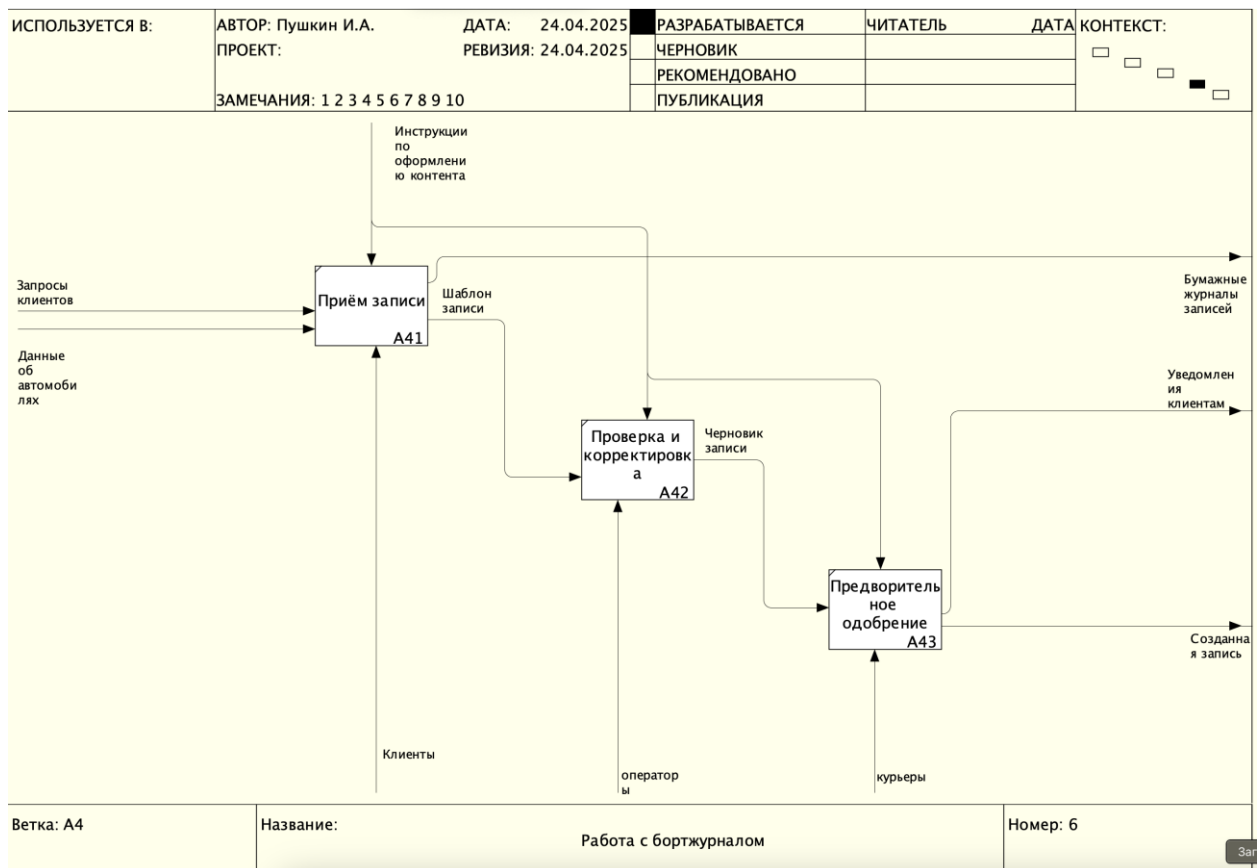 ИСПОЛЬЗУЕТСЯ В:
АВТОР: Пушкин И.А.
ДАТА: 24.04.2025
ПРОЕКТ:
РЕВИЗИЯ: 24.04.2025
ЗАМЕЧАНИЯ: 1 2 3 4 5 6 7 8 9 10
РАЗРАБАТЫВАЕТСЯ
ЧЕРНОВИК
РЕКОМЕНДОВАНО
ПУБЛИКАЦИЯ
ЧИТАТЕЛЬ
ДАТА
КОНТЕКСТ:
Инструкции
по
оформлени
ю контента
Запросы
клиентов
Данные
об
автомоби
лях
Приём записи
A41
Шаблон
записи
Бумажные
журналы
записей
Проверка и
корректировк
а
A42
Черновик
записи
Уведомлен
ия
клиентам
Предворитель
ное
одобрение
A43
Созданна
я запись
Клиенты
оператор
ы
курьеры
Ветка: A4
Название:
Работа с бортжурналом
Номер: 6